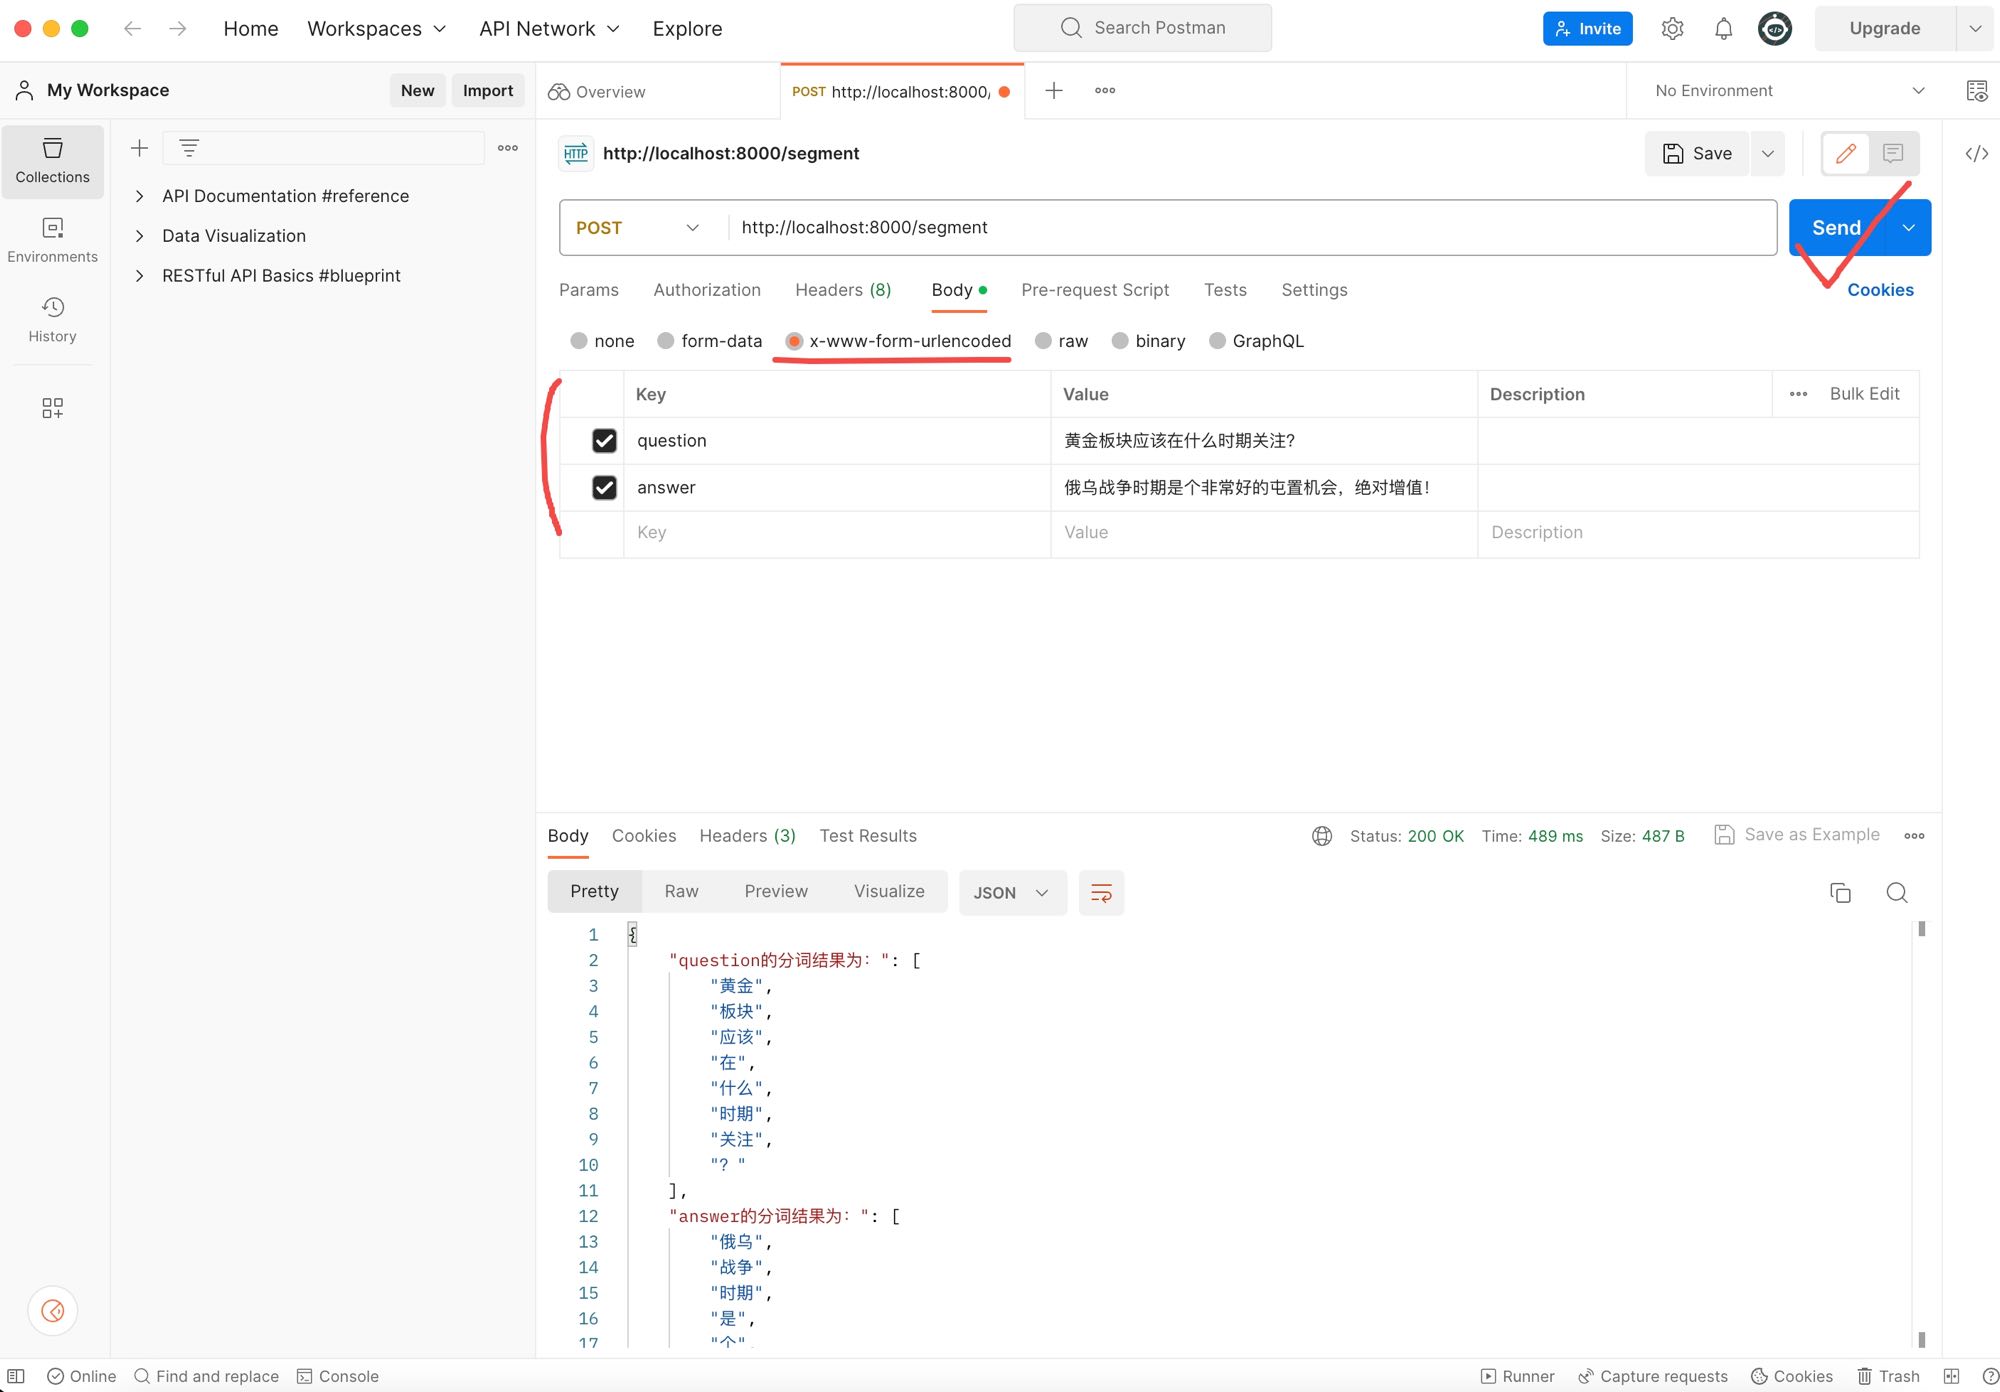 Home Workspaces API Network Explore Search Postman Invite Upgrade
My Workspace New Import Overview POST http://localhost:8000/ No Environment
Collections
Environments
History
API Documentation #reference
Data Visualization
RESTful API Basics #blueprint
HTTP http://localhost:8000/segment Save
POST http://localhost:8000/segment Send
Params Authorization Headers (8) Body Pre-request Script Tests Settings Cookies
none form-data x-www-form-urlencoded raw binary GraphQL
Key Value Description Bulk Edit
question 黄金板块应该在什么时期关注？
answer 俄乌战争时期是个非常好的屯置机会，绝对增值！
Key Value Description
Body Cookies Headers (3) Test Results Status: 200 OK Time: 489 ms Size: 487 B Save as Example
Pretty Raw Preview Visualize JSON
1 {
2 "question的分词结果为：": [
3 "黄金",
4 "板块",
5 "应该",
6 "在",
7 "什么",
8 "时期",
9 "关注",
10 "？"
11 ],
12 "answer的分词结果为：": [
13 "俄乌",
14 "战争",
15 "时期",
16 "是",
17 "个",
Online Find and replace Console Runner Capture requests Cookies Trash